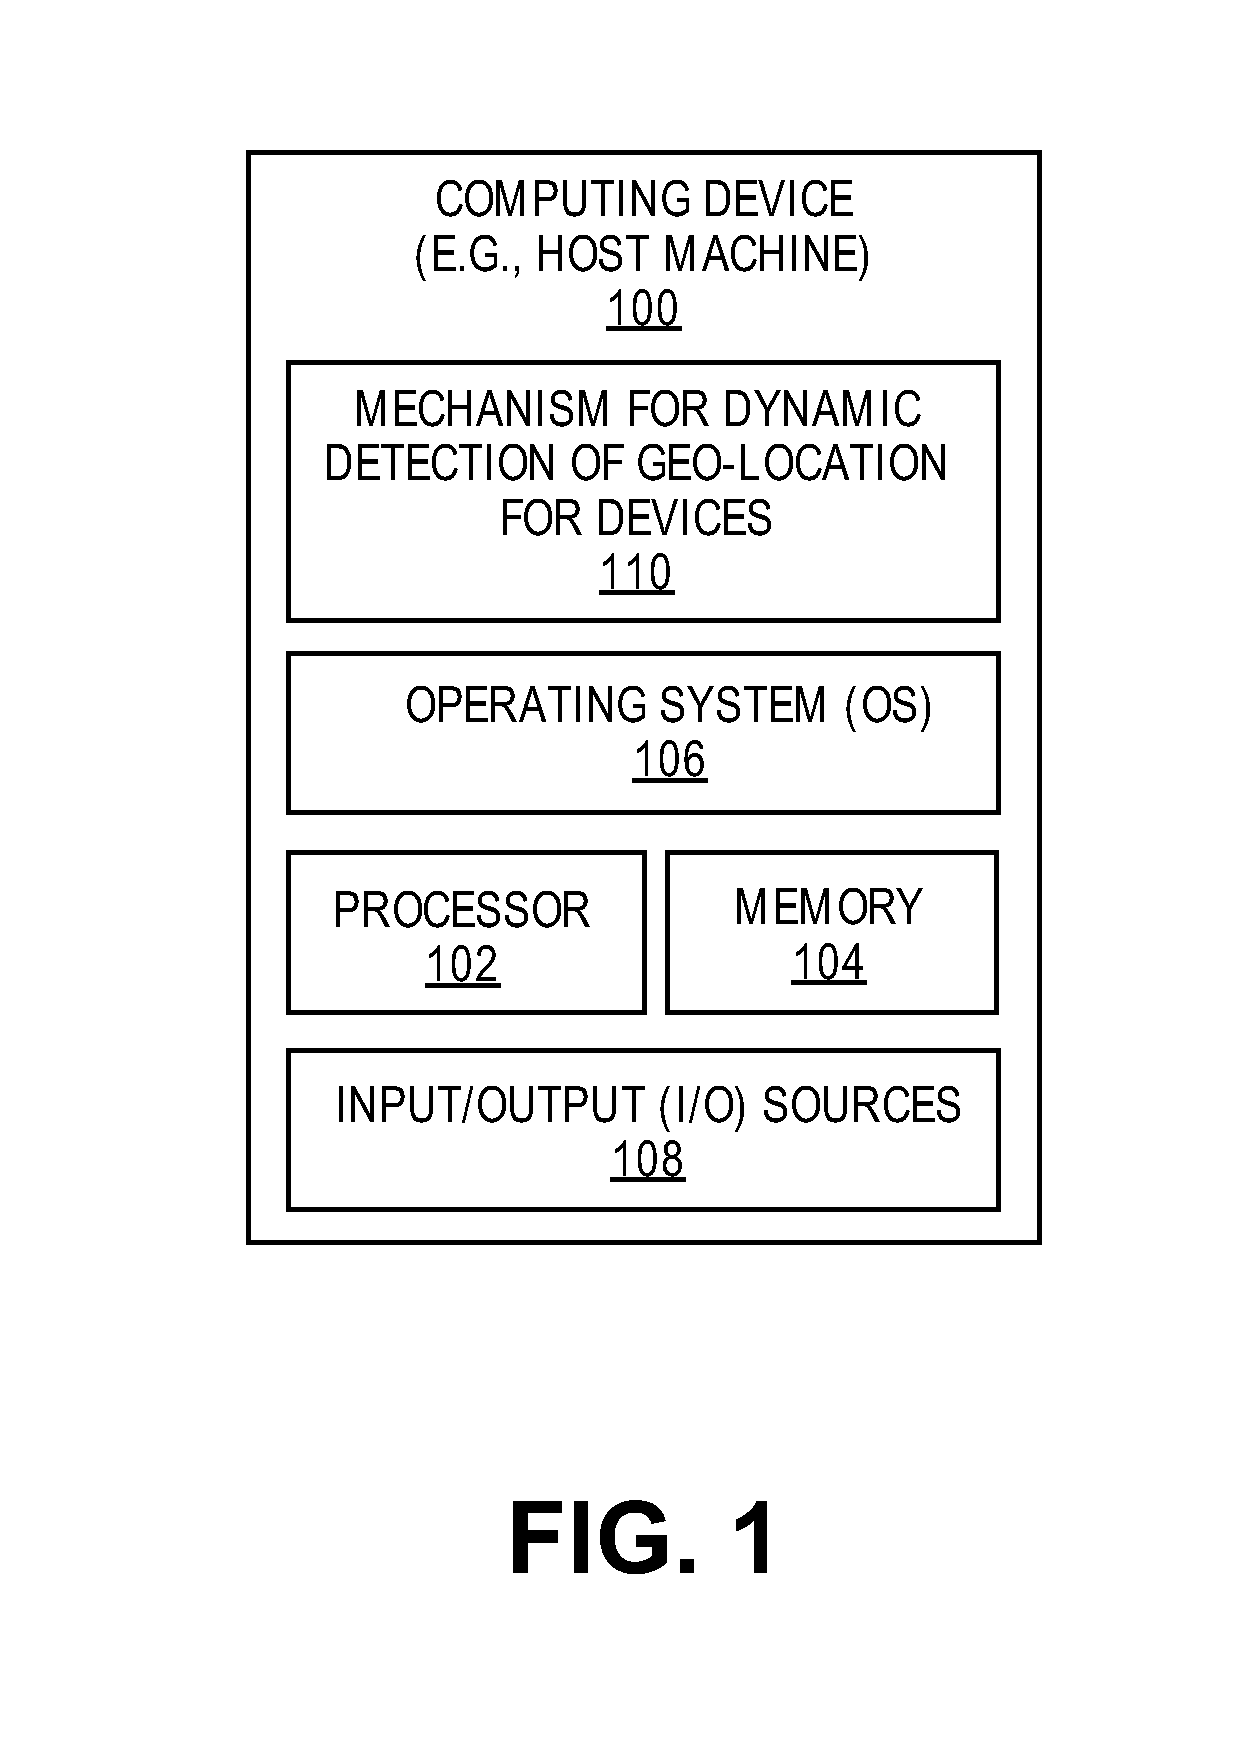 COMPUTING DEVICE
(E.G., HOST MACHINE)
100
MECHANISM FOR DYNAMIC
DETECTION OF GEO-LOCATION
FOR DEVICES
110
OPERATING SYSTEM (OS)
106
PROCESSOR
102
MEMORY
104
INPUT/OUTPUT (I/O) SOURCES
108
FIG. 1